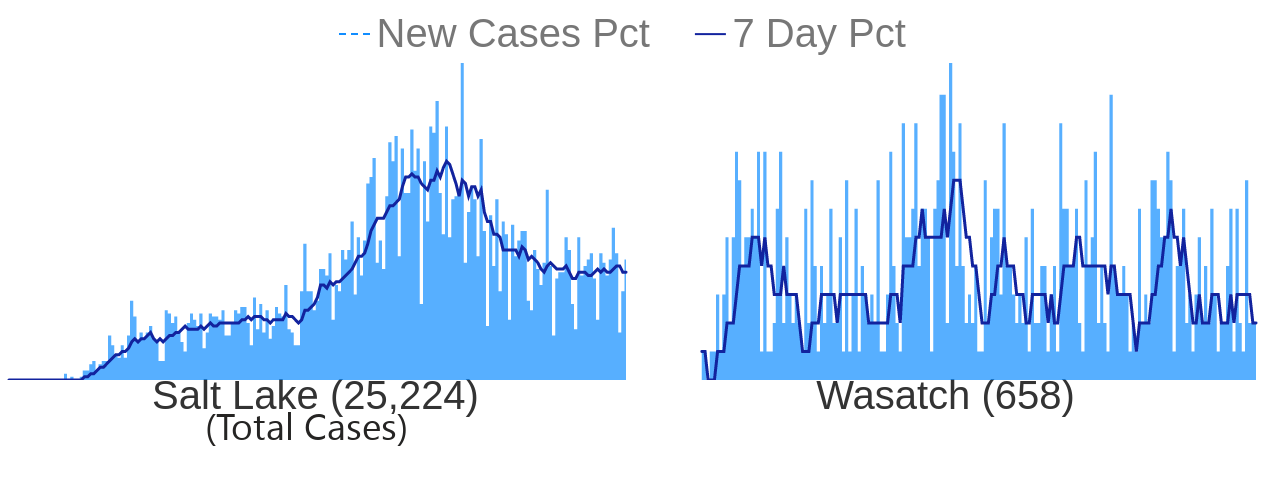 New Cases Pct 7 Day Pct
Salt Lake (25,224) Wasatch (658)
(Total Cases)